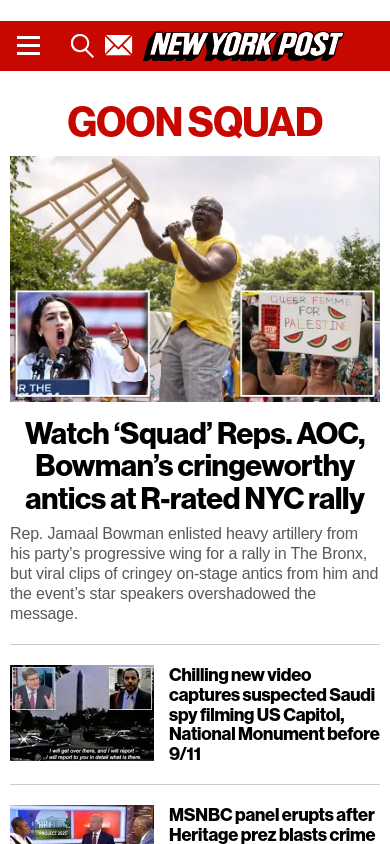 NEW YORK POST
GOON SQUAD
QUEER FEMME
FOR
PALESTINE
R THE
Watch ‘Squad’ Reps. AOC,
Bowman’s cringeworthy
antics at R-rated NYC rally
Rep. Jamaal Bowman enlisted heavy artillery from
his party’s progressive wing for a rally in The Bronx,
but viral clips of cringey on-stage antics from him and
the event’s star speakers overshadowed the
message.
Chilling new video
captures suspected Saudi
spy filming US Capitol,
National Monument before
9/11
I will get over there, and I will report –
I will report to you in detail what is there.
MSNBC panel erupts after
Heritage prez blasts crime
"PROJECT 2025"